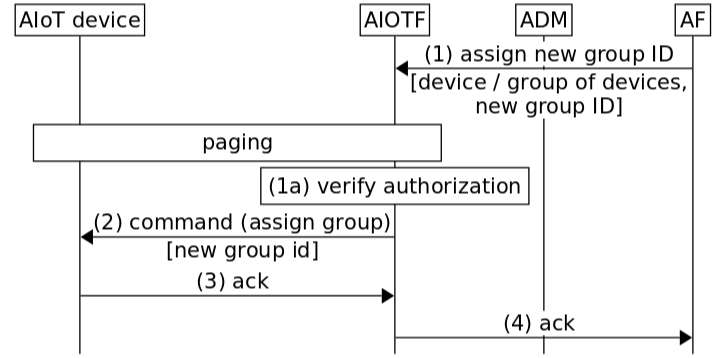 AIoT device
AIOTF
ADM
AF
(1) assign new group ID
[device / group of devices,
new group ID]
paging
(1a) verify authorization
(2) command (assign group)
[new group id]
(3) ack
(4) ack